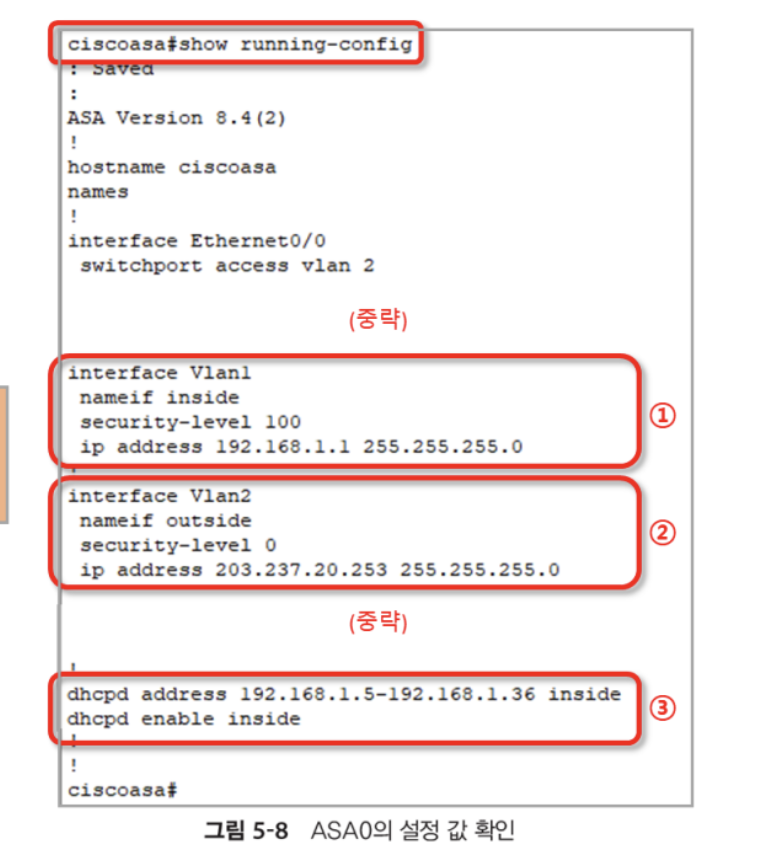 ciscoasa#show running-config
: Saved
:
ASA Version 8.4(2)
!
hostname ciscoasa
names
!
interface Ethernet0/0
 switchport access vlan 2
(중략)
interface Vlan1
 nameif inside
 security-level 100
 ip address 192.168.1.1 255.255.255.0
①
!
interface Vlan2
 nameif outside
 security-level 0
 ip address 203.237.20.253 255.255.255.0
②
(중략)
!
dhcpd address 192.168.1.5-192.168.1.36 inside
dhcpd enable inside
③
!
!
ciscoasa#
그림 5-8 ASA0의 설정 값 확인